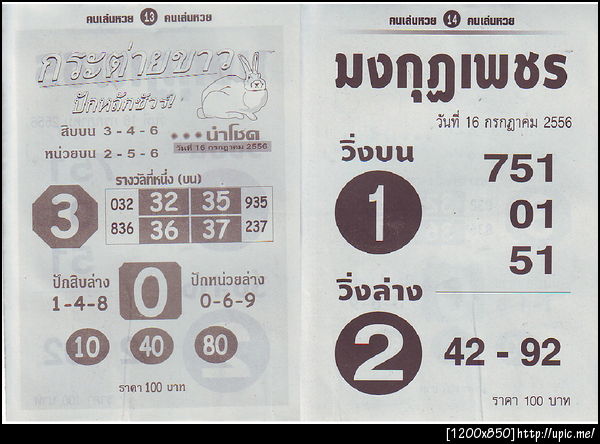 คนเล่นหวย 13 คนเล่นหวย
กระต่ายขาว
ปักหลักชัวร์!
สิบบน 3-4-6
นำโชค
หน่วยบน 2-5-6
วันที่ 16 กรกฎาคม 2556
รางวัลที่หนึ่ง (บน)
3
032 32 35 935
836 36 37 237
ปักสิบล่าง
1-4-8
0
ปักหน่วยล่าง
0-6-9
10 40 80
ราคา 100 บาท
คนเล่นหวย 14 คนเล่นหวย
มงกุฎเพชร
วันที่ 16 กรกฎาคม 2556
วิ่งบน
1
751
01
51
วิ่งล่าง
2
42 - 92
ราคา 100 บาท
[1200x850]http://upic.me/